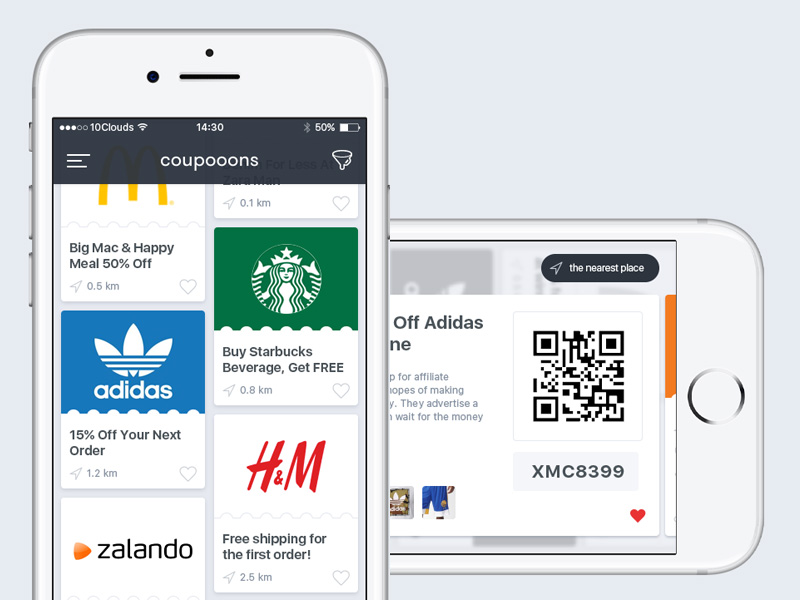 10Clouds
14:30
50%
coupooons
Zara Man
0.1 km
Big Mac & Happy
Meal 50% Off
0.5 km
Buy Starbucks
Beverage, Get FREE
0.8 km
adidas
15% Off Your Next
Order
1.2 km
H&M
Free shipping for
the first order!
2.5 km
zalando
the nearest place
Off Adidas
ne
p for affiliate
hopes of making
y. They advertise a
wait for the money
XMC8399